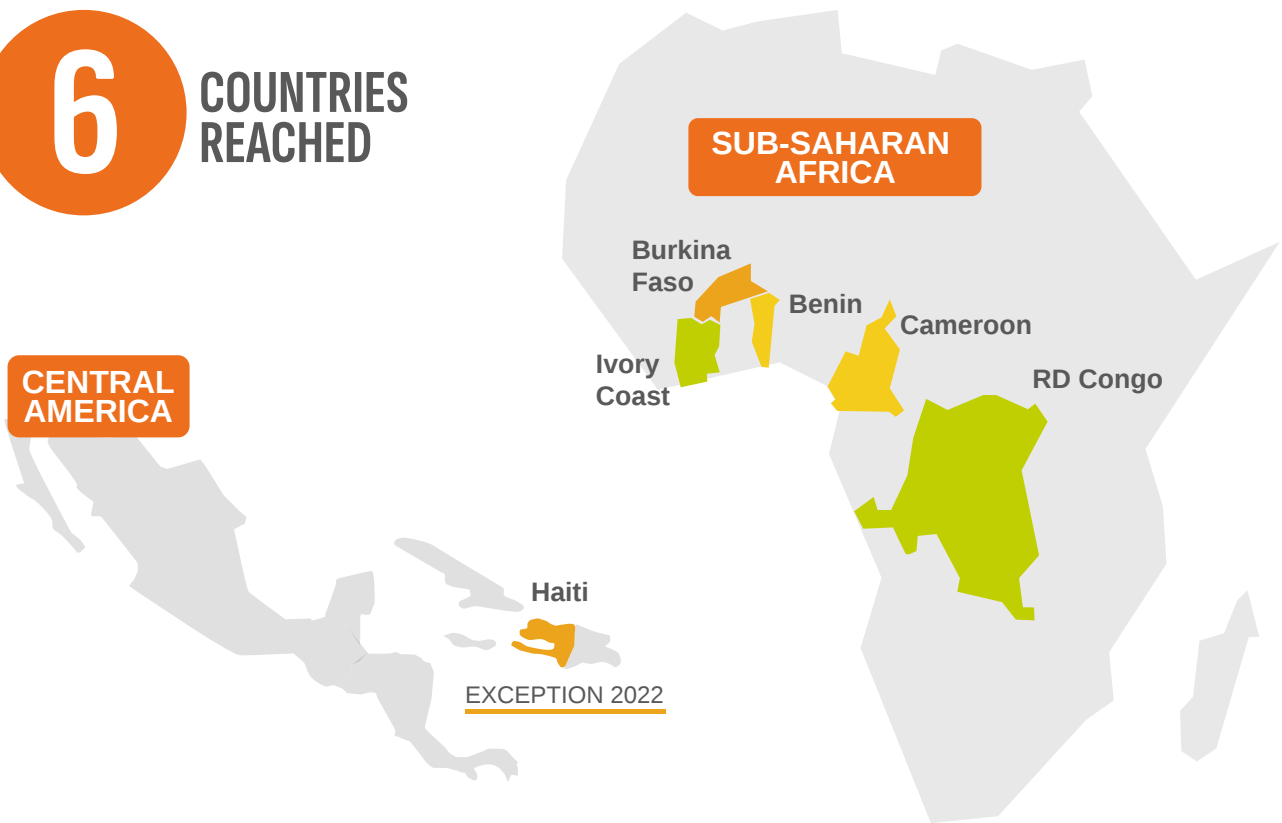 6
COUNTRIES
REACHED
SUB-SAHARAN
AFRICA
Burkina
Faso
Benin
Cameroon
Ivory
Coast
RD Congo
CENTRAL
AMERICA
Haiti
EXCEPTION 2022